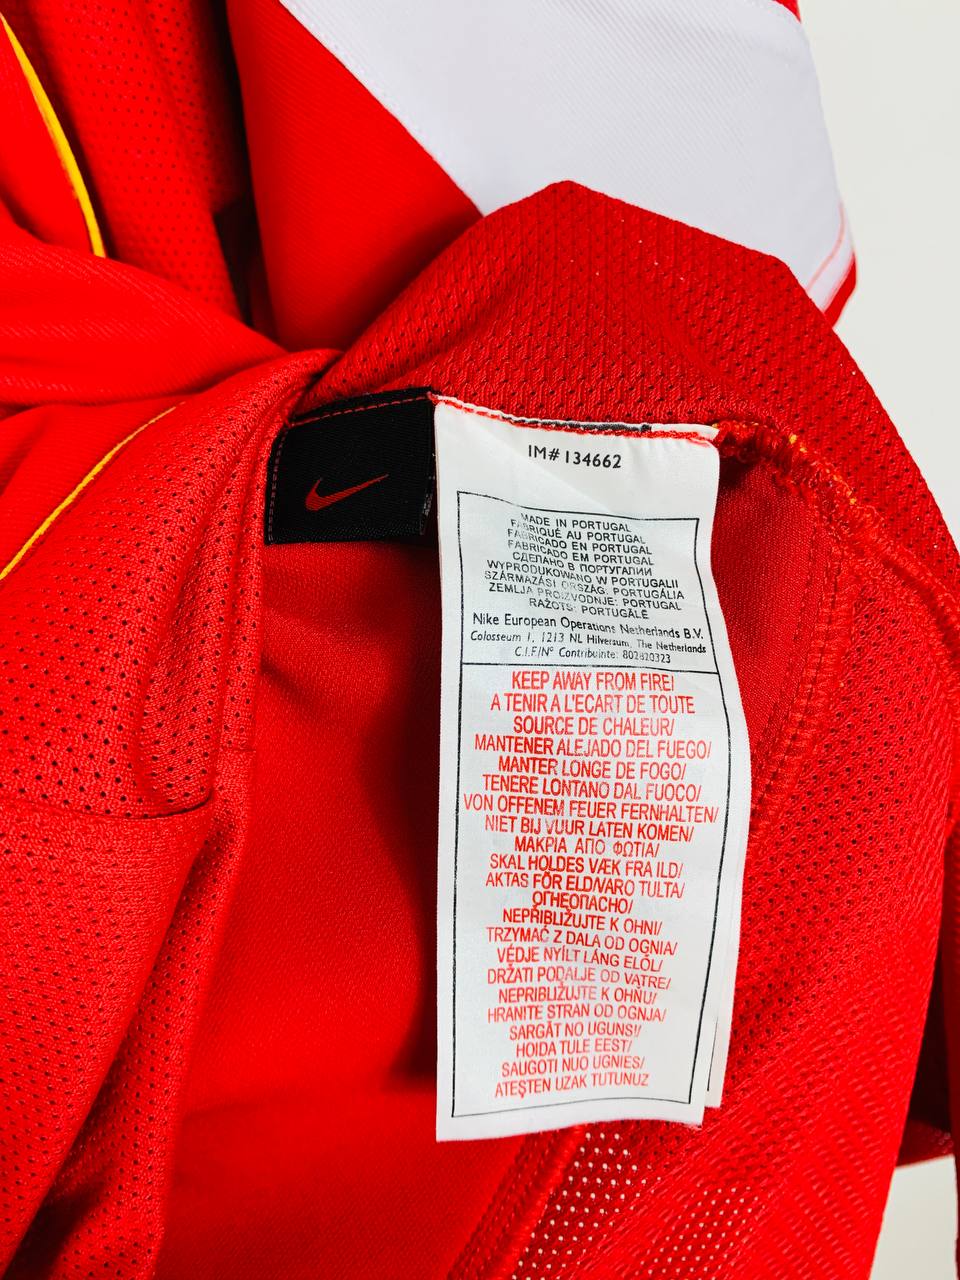 IM# 134662
MADE IN PORTUGAL
FABRIQUÉ AU PORTUGAL
FABRICADO EN PORTUGAL
FABRICADO EM PORTUGAL
СДЕЛАНО В ПОРТУГАЛИИ
WYPRODUKOWANO W PORTUGALII
SZÁRMAZÁSI ORSZÁG: PORTUGÁLIA
ZEMLJA PROIZVODNJE: PORTUGAL
RAŽOTS: PORTUGĀLĒ
Nike European Operations Netherlands B.V.
Colosseum 1, 1213 NL Hilversum, The Netherlands
C.I.F/Nº Contribuinte:
KEEP AWAY FROM FIRE/
A TENIR A L'ECART DE TOUTE
SOURCE DE CHALEUR/
MANTENER ALEJADO DEL FUEGO/
MANTER LONGE DE FOGO/
TENERE LONTANO DAL FUOCO/
VON OFFENEM FEUER FERNHALTEN/
NIET BIJ VUUR LATEN KOMEN/
ΜΑΚΡΙΑ ΑΠΟ ΦΩΤΙΑ/
SKAL HOLDES VÆK FRA ILD/
AKTAS FÖR ELD/VARO TULTA/
ОГНЕОПАСНО/
NEPŘIBLIŽUJTE K OHNI/
TRZYMAĆ Z DALA OD OGNIA/
VÉDJE NYÍLT LÁNG ELŐL/
DRŽATI PODALJE OD VATRE/
NEPRIBLIŽUJTE K OHŇU/
HRANITE STRAN OD OGNJA/
SARGĀT NO UGUNS!/
HOIDA TULE EEST/
SAUGOTI NUO UGNIES/
ATEŞTEN UZAK TUTUNUZ